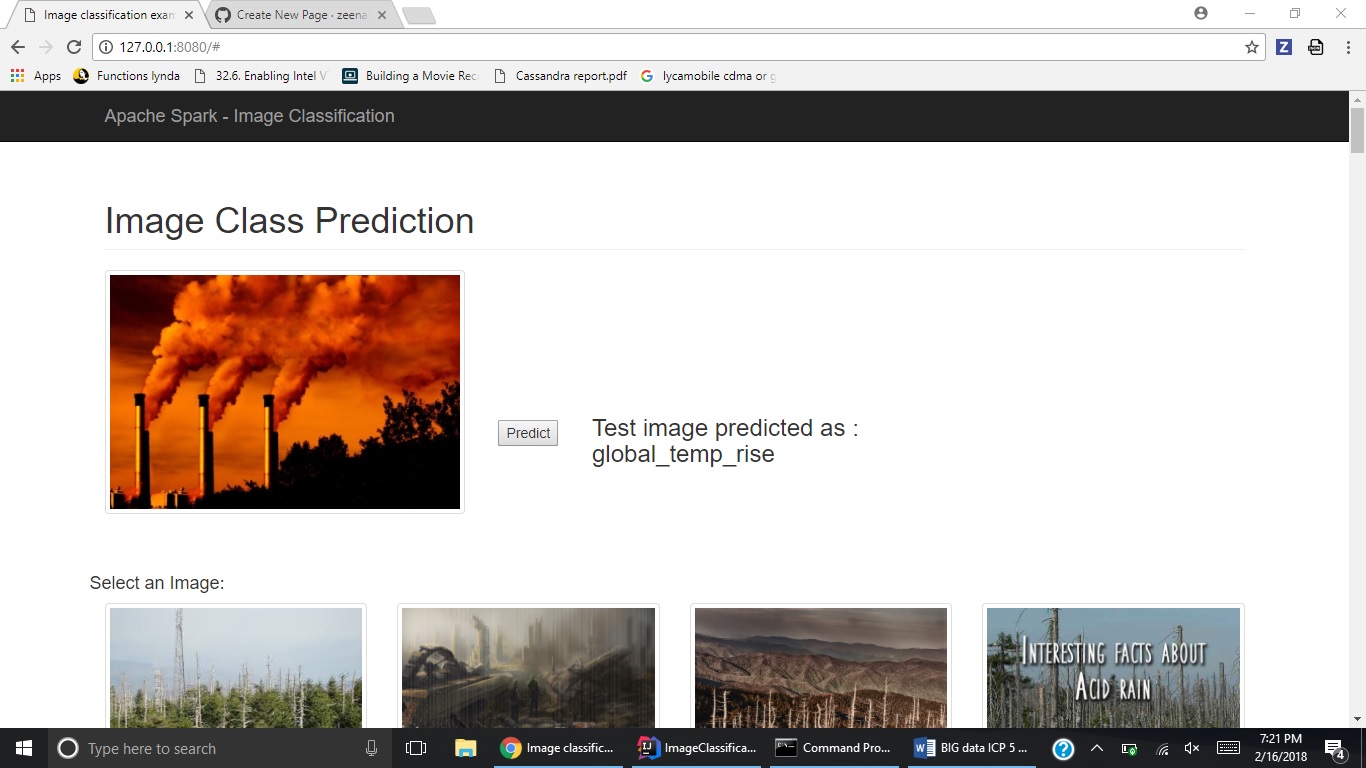 Image classification exam
Create New Page · zeena
127.0.0.1:8080/#
Apps
Functions lynda
32.6. Enabling Intel V
Building a Movie Rec
Cassandra report.pdf
lycamobile cdma or g
Apache Spark - Image Classification
Image Class Prediction
Predict
Test image predicted as :
global_temp_rise
Select an Image:
INTERESTING FACTS ABOUT
ACID RAIN
Type here to search
Image classific...
ImageClassifica...
Command Pro...
BIG data ICP 5 ...
7:21 PM
2/16/2018
4